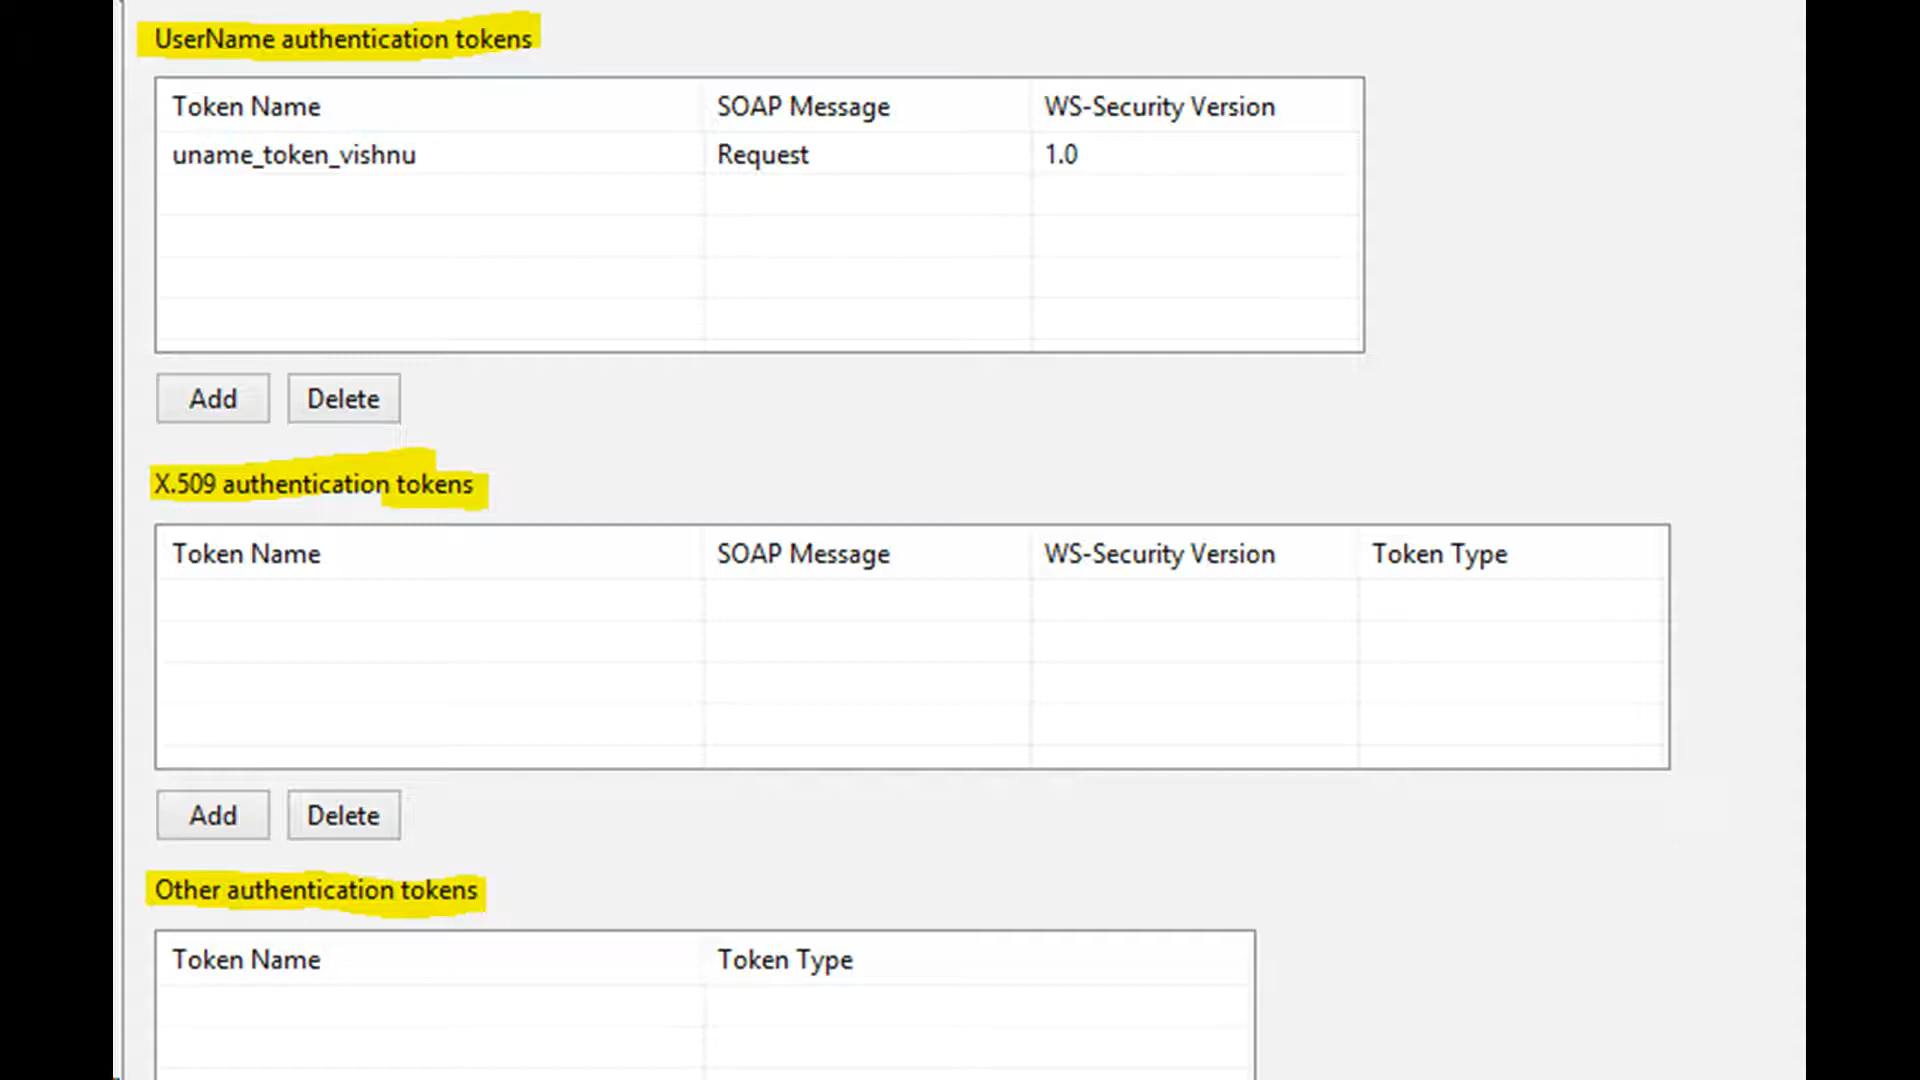 UserName authentication tokens
Token Name SOAP Message WS-Security Version
uname_token_vishnu Request 1.0
Add Delete
X.509 authentication tokens
Token Name SOAP Message WS-Security Version Token Type
Add Delete
Other authentication tokens
Token Name Token Type